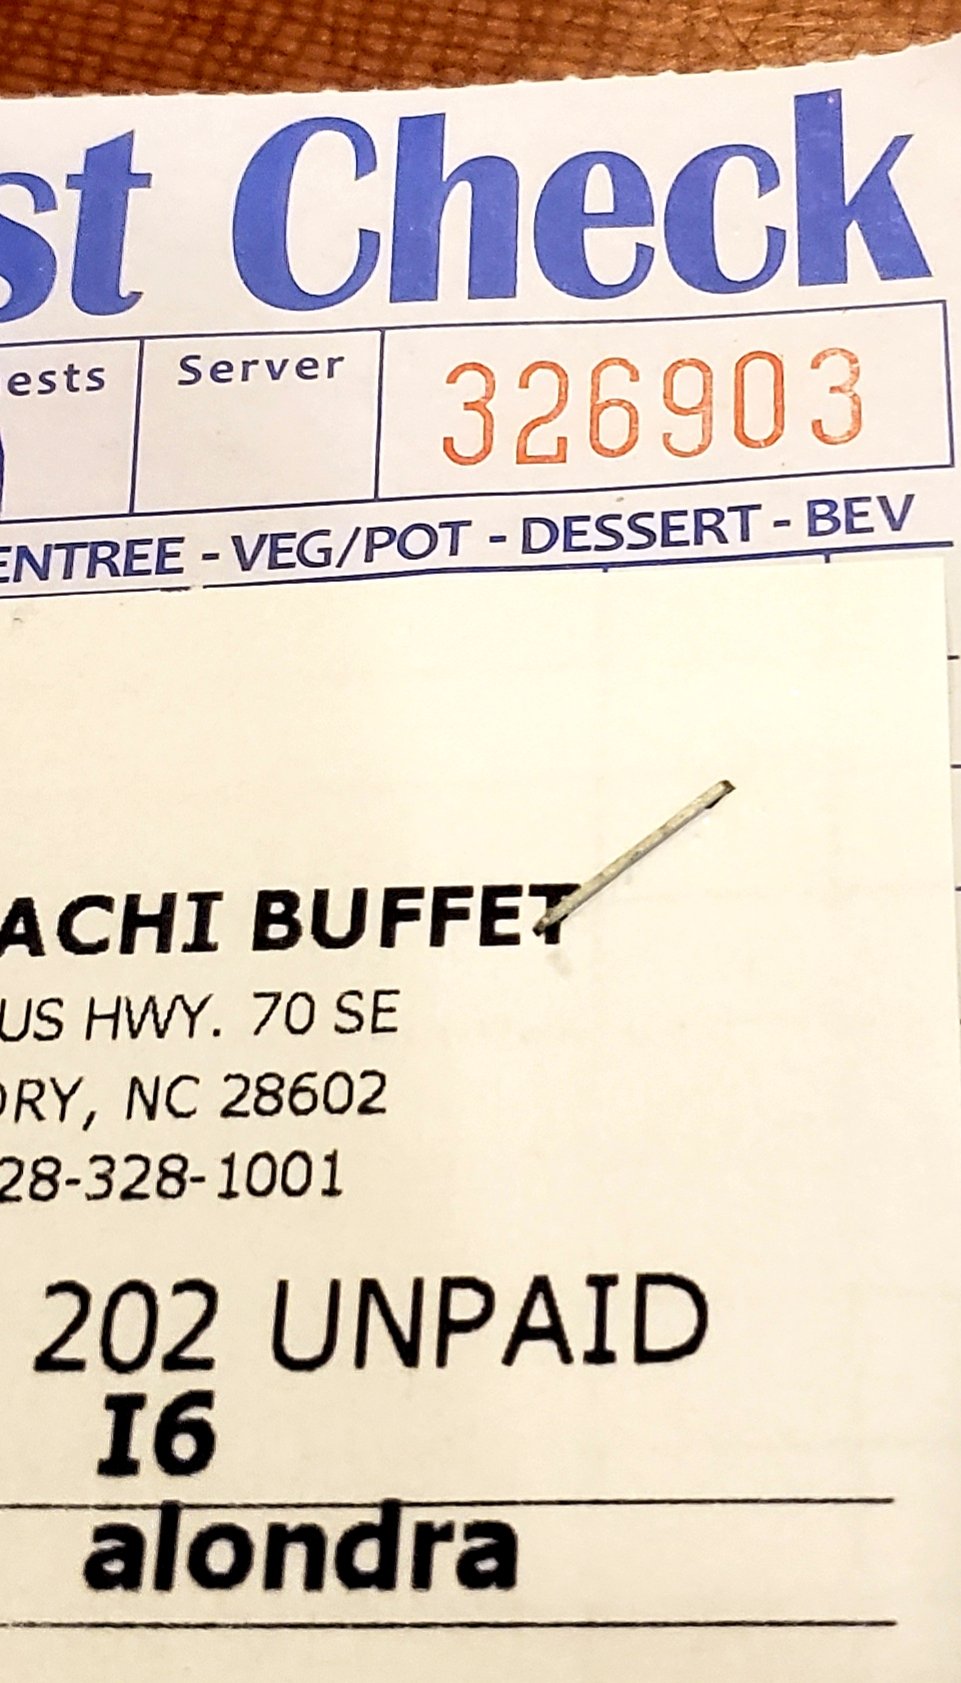 st Check
ests Server 326903
ENTREE - VEG/POT - DESSERT - BEV
ACHI BUFFET
US HWY. 70 SE
ORY, NC 28602
28-328-1001
202 UNPAID
I6
alondra